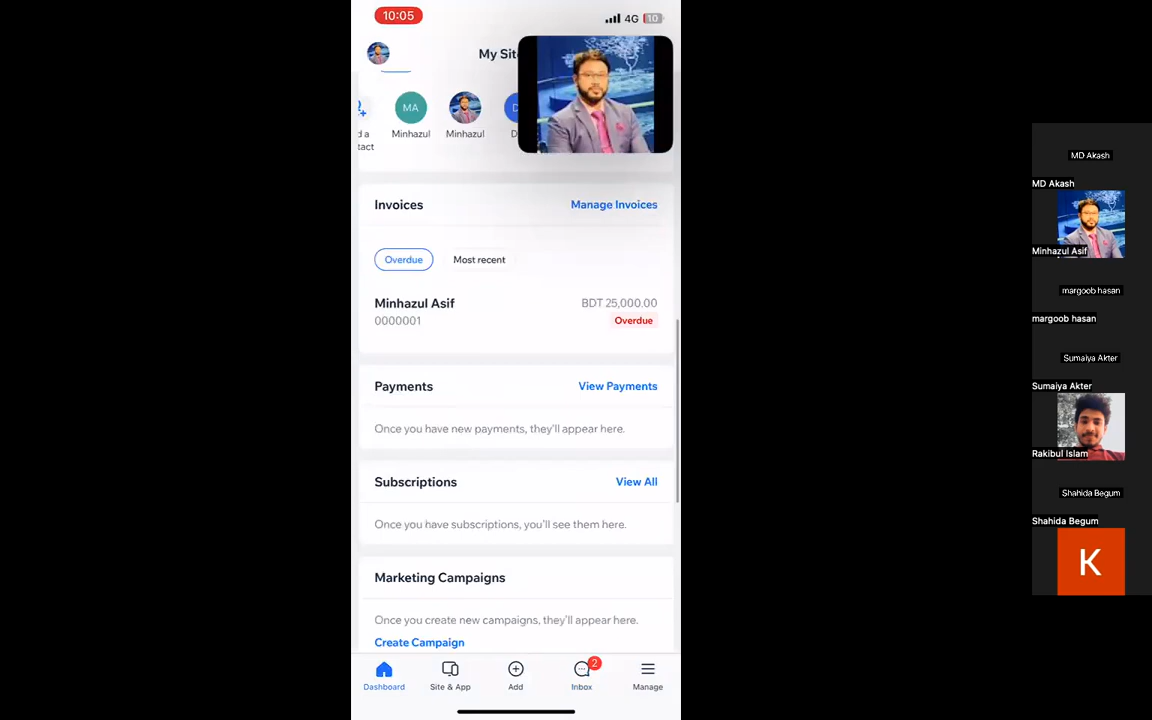 10:05
4G 10
My Sit
MA
D
d a
tact
Minhazul
Minhazul
D
Invoices
Manage Invoices
Overdue
Most recent
Minhazul Asif
BDT 25,000.00
0000001
Overdue
Payments
View Payments
Once you have new payments, they'll appear here.
Subscriptions
View All
Once you have subscriptions, you'll see them here.
Marketing Campaigns
Once you create new campaigns, they'll appear here.
Create Campaign
2
Dashboard
Site & App
Add
Inbox
Manage
MD Akash
MD Akash
Minhazul Asif
margoob hasan
margoob hasan
Sumaiya Akter
Sumaiya Akter
Rakibul Islam
Shahida Begum
Shahida Begum
K